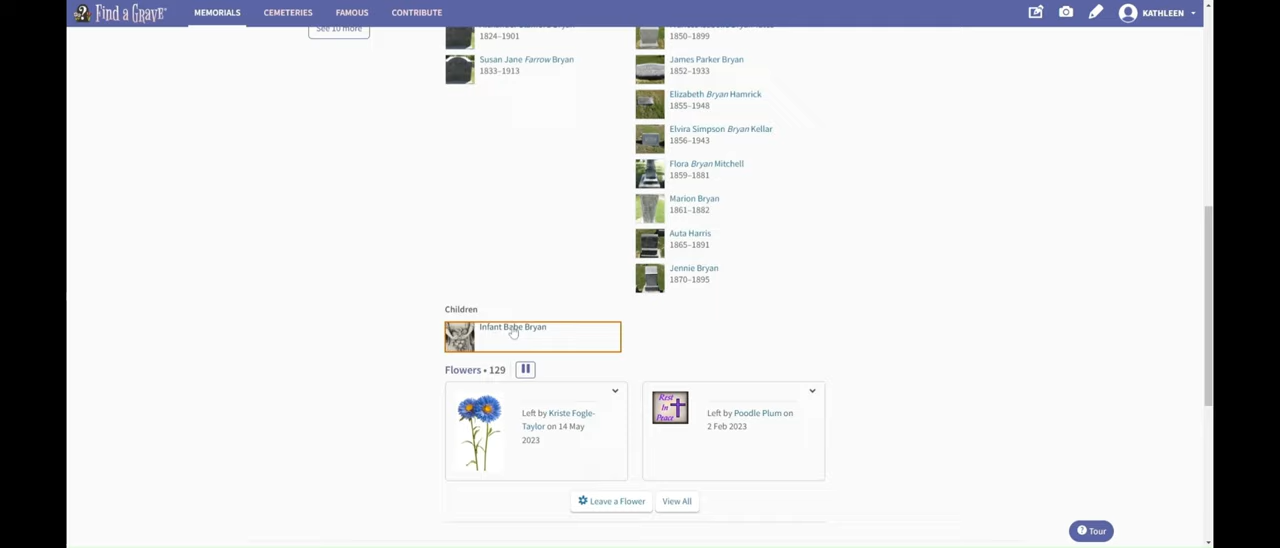 Find a Grave
MEMORIALS
CEMETERIES
FAMOUS
CONTRIBUTE
KATHLEEN
See 10 more
1824–1901
Susan Jane Farrow Bryan
1833–1913
1850–1899
James Parker Bryan
1852–1933
Elizabeth Bryan Hamrick
1855–1948
Elvira Simpson Bryan Kellar
1856–1943
Flora Bryan Mitchell
1859–1881
Marion Bryan
1861–1882
Auta Harris
1865–1891
Jennie Bryan
1870–1895
Children
Infant Babe Bryan
Flowers • 129
Left by Kriste Fogle-
Taylor on 14 May
2023
Rest
In
Peace
Left by Poodle Plum on
2 Feb 2023
Leave a Flower
View All
Tour